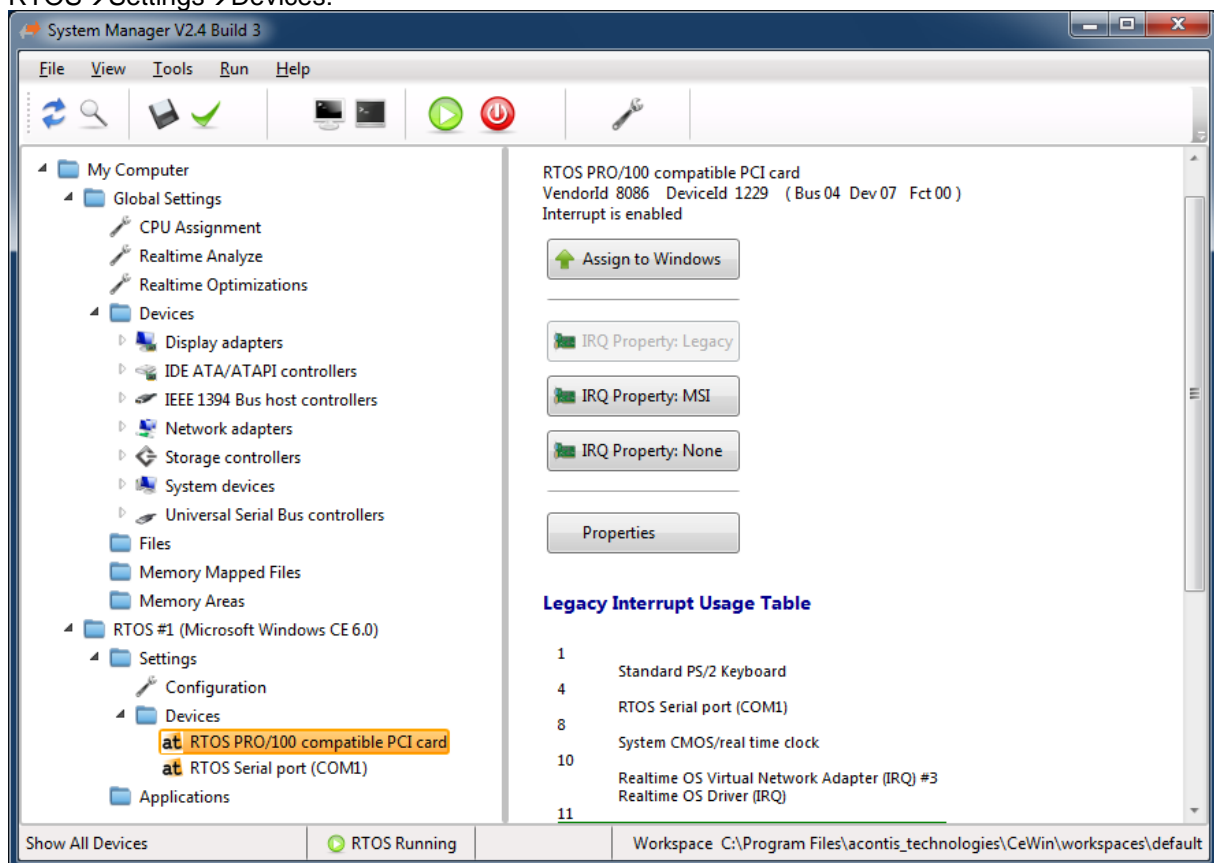 RTOS→Settings→Devices.
System Manager V2.4 Build 3
File View Tools Run Help
My Computer
Global Settings
CPU Assignment
Realtime Analyze
Realtime Optimizations
Devices
Display adapters
IDE ATA/ATAPI controllers
IEEE 1394 Bus host controllers
Network adapters
Storage controllers
System devices
Universal Serial Bus controllers
Files
Memory Mapped Files
Memory Areas
RTOS #1 (Microsoft Windows CE 6.0)
Settings
Configuration
Devices
at RTOS PRO/100 compatible PCI card
at RTOS Serial port (COM1)
Applications
RTOS PRO/100 compatible PCI card
VendorId 8086 DeviceId 1229 ( Bus 04 Dev 07 Fct 00 )
Interrupt is enabled
Assign to Windows
IRQ Property: Legacy
IRQ Property: MSI
IRQ Property: None
Properties
Legacy Interrupt Usage Table
1
Standard PS/2 Keyboard
4
RTOS Serial port (COM1)
8
System CMOS/real time clock
10
Realtime OS Virtual Network Adapter (IRQ) #3
Realtime OS Driver (IRQ)
11
Show All Devices
RTOS Running
Workspace C:\Program Files\acontis_technologies\CeWin\workspaces\default